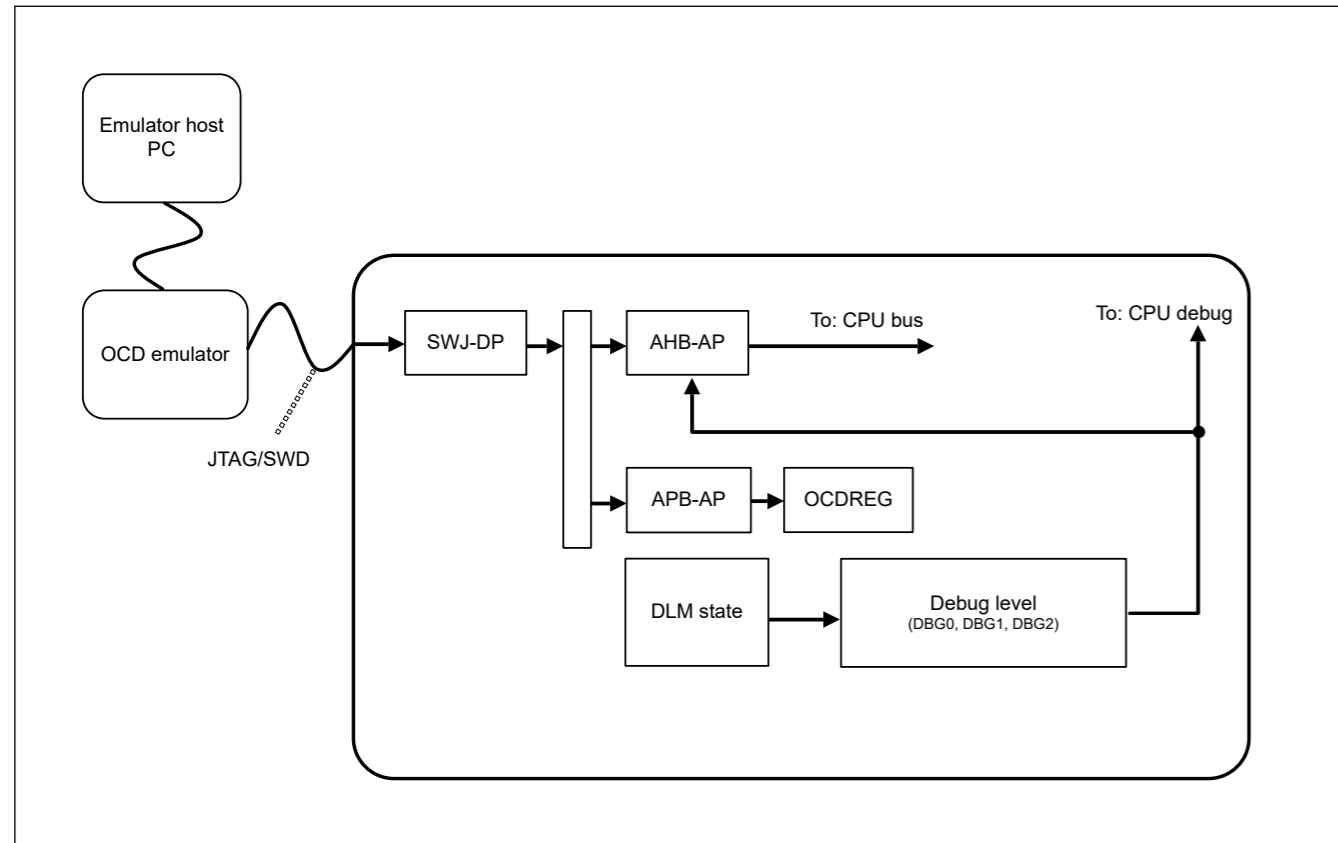 Emulator host
PC
OCD emulator
JTAG/SWD
SWJ-DP
AHB-AP
To: CPU bus
To: CPU debug
APB-AP
OCDREG
DLM state
Debug level
(DBG0, DBG1, DBG2)